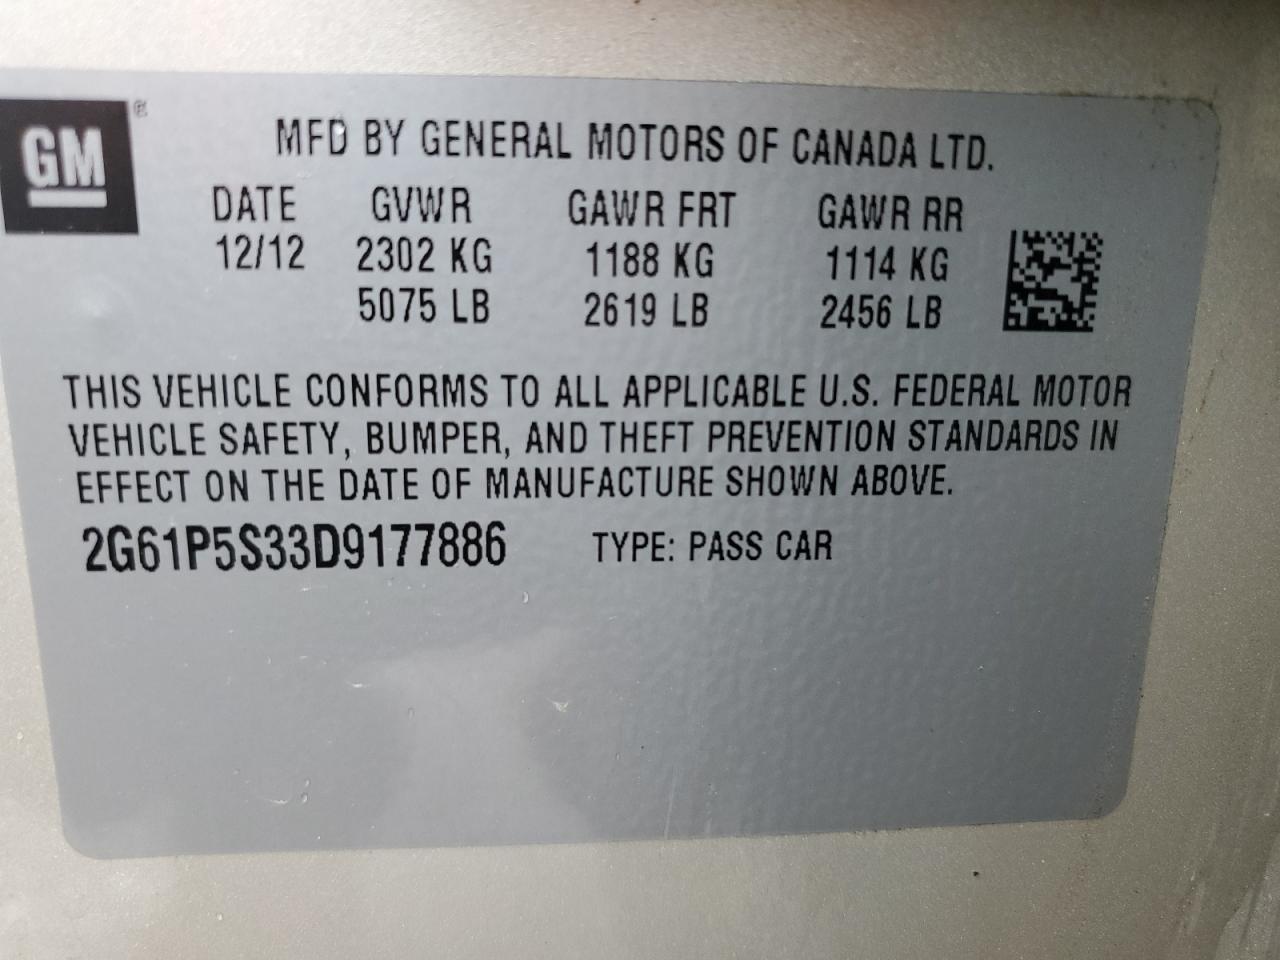 GM ®
MFD BY GENERAL MOTORS OF CANADA LTD.
DATE GVWR GAWR FRT GAWR RR
12/12 2302 KG 1188 KG 1114 KG
5075 LB 2619 LB 2456 LB
THIS VEHICLE CONFORMS TO ALL APPLICABLE U.S. FEDERAL MOTOR
VEHICLE SAFETY, BUMPER, AND THEFT PREVENTION STANDARDS IN
EFFECT ON THE DATE OF MANUFACTURE SHOWN ABOVE.
2G61P5S33D9177886 TYPE: PASS CAR